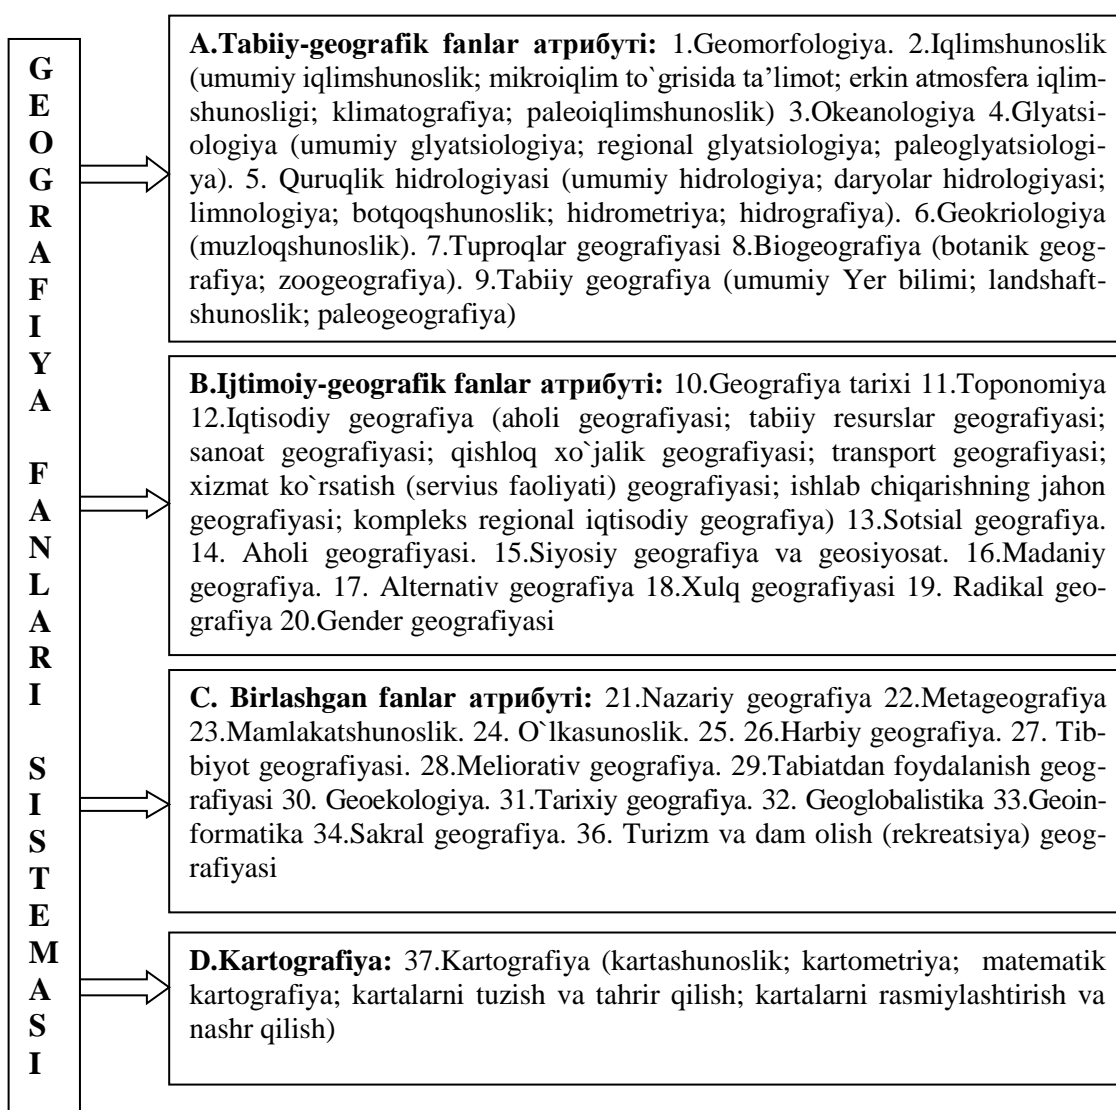 GEOGRAFIYA FANLARI SISTEMASI
A.Tabiiy-geografik fanlar атрибуті: 1.Geomorfologiya. 2.Iqlimshunoslik
(umumiy iqlimshunoslik; mikroiqlim to`grisida ta’limot; erkin atmosfera iqlim-
shunosligi; klimatografiya; paleoiqlimshunoslik) 3.Okeanologiya 4.Glyatsi-
ologiya (umumiy glyatsiologiya; regional glyatsiologiya; paleoglyatsiologi-
ya). 5. Quruqlik hidrologiyasi (umumiy hidrologiya; daryolar hidrologiyasi;
limnologiya; botqoqshunoslik; hidrometriya; hidrografiya). 6.Geokriologiya
(muzloqshunoslik). 7.Tuproqlar geografiyasi 8.Biogeografiya (botanik geog-
rafiya; zoogeografiya). 9.Tabiiy geografiya (umumiy Yer bilimi; landshaft-
shunoslik; paleogeografiya)
B.Ijtimoiy-geografik fanlar атрибуті: 10.Geografiya tarixi 11.Toponomiya
12.Iqtisodiy geografiya (aholi geografiyasi; tabiiy resurslar geografiyasi;
sanoat geografiyasi; qishloq xo`jalik geografiyasi; transport geografiyasi;
xizmat ko`rsatish (servius faoliyati) geografiyasi; ishlab chiqarishning jahon
geografiyasi; kompleks regional iqtisodiy geografiya) 13.Sotsial geografiya.
14. Aholi geografiyasi. 15.Siyosiy geografiya va geosiyosat. 16.Madaniy
geografiya. 17. Alternativ geografiya 18.Xulq geografiyasi 19. Radikal geo-
grafiya 20.Gender geografiyasi
C. Birlashgan fanlar атрибуті: 21.Nazariy geografiya 22.Metageografiya
23.Mamlakatshunoslik. 24. O`lkasunoslik. 25. 26.Harbiy geografiya. 27. Tib-
biyot geografiyasi. 28.Meliorativ geografiya. 29.Tabiatdan foydalanish geog-
rafiyasi 30. Geoekologiya. 31.Tarixiy geografiya. 32. Geoglobalistika 33.Geoin-
formatika 34.Sakral geografiya. 36. Turizm va dam olish (rekreatsiya) geog-
rafiyasi
D.Kartografiya: 37.Kartografiya (kartashunoslik; kartometriya; matematik
kartografiya; kartalarni tuzish va tahrir qilish; kartalarni rasmiylashtirish va
nashr qilish)